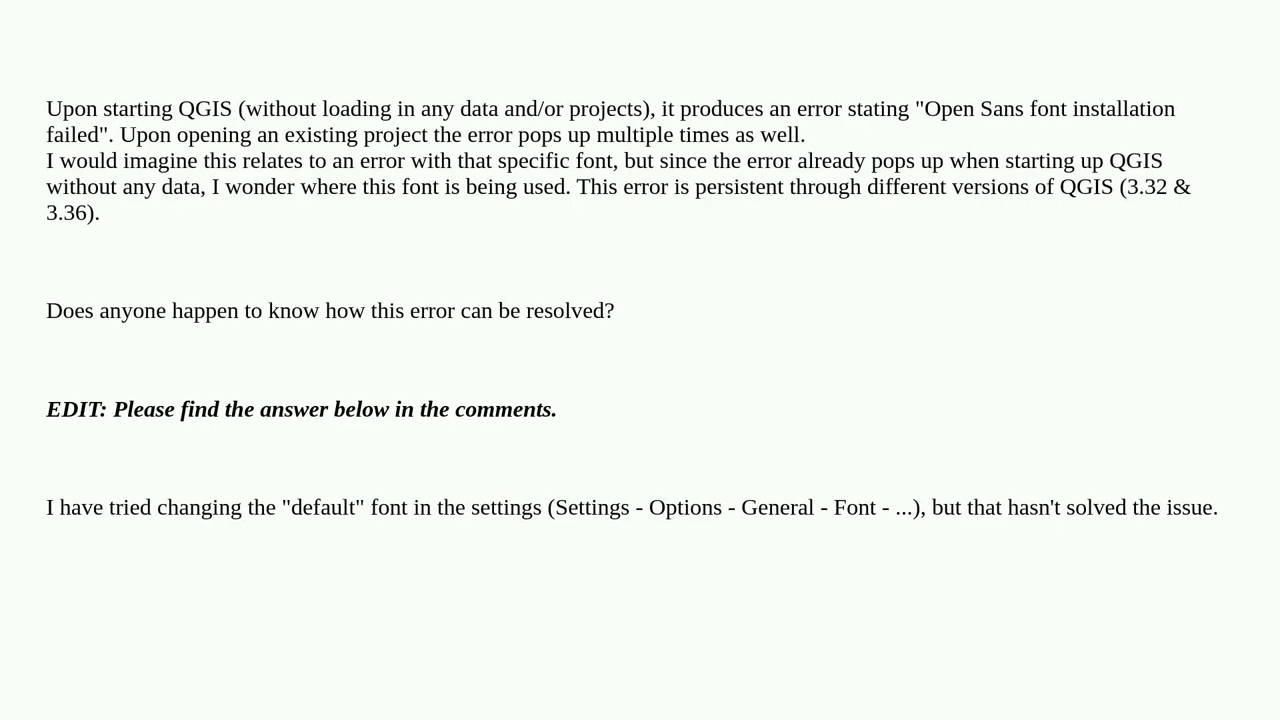 Upon starting QGIS (without loading in any data and/or projects), it produces an error stating "Open Sans font installation
failed". Upon opening an existing project the error pops up multiple times as well.
I would imagine this relates to an error with that specific font, but since the error already pops up when starting up QGIS
without any data, I wonder where this font is being used. This error is persistent through different versions of QGIS (3.32 &
3.36).
Does anyone happen to know how this error can be resolved?
EDIT: Please find the answer below in the comments.
I have tried changing the "default" font in the settings (Settings - Options - General - Font - ...), but that hasn't solved the issue.